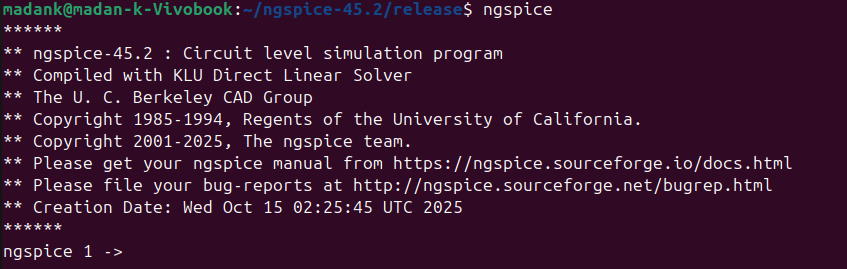 madank@madan-k-Vivobook:~/ngspice-45.2/release$ ngspice
******
** ngspice-45.2 : Circuit level simulation program
** Compiled with KLU Direct Linear Solver
** The U. C. Berkeley CAD Group
** Copyright 1985-1994, Regents of the University of California.
** Copyright 2001-2025, The ngspice team.
** Please get your ngspice manual from https://ngspice.sourceforge.io/docs.html
** Please file your bug-reports at http://ngspice.sourceforge.net/bugrep.html
** Creation Date: Wed Oct 15 02:25:45 UTC 2025
******
ngspice 1 ->